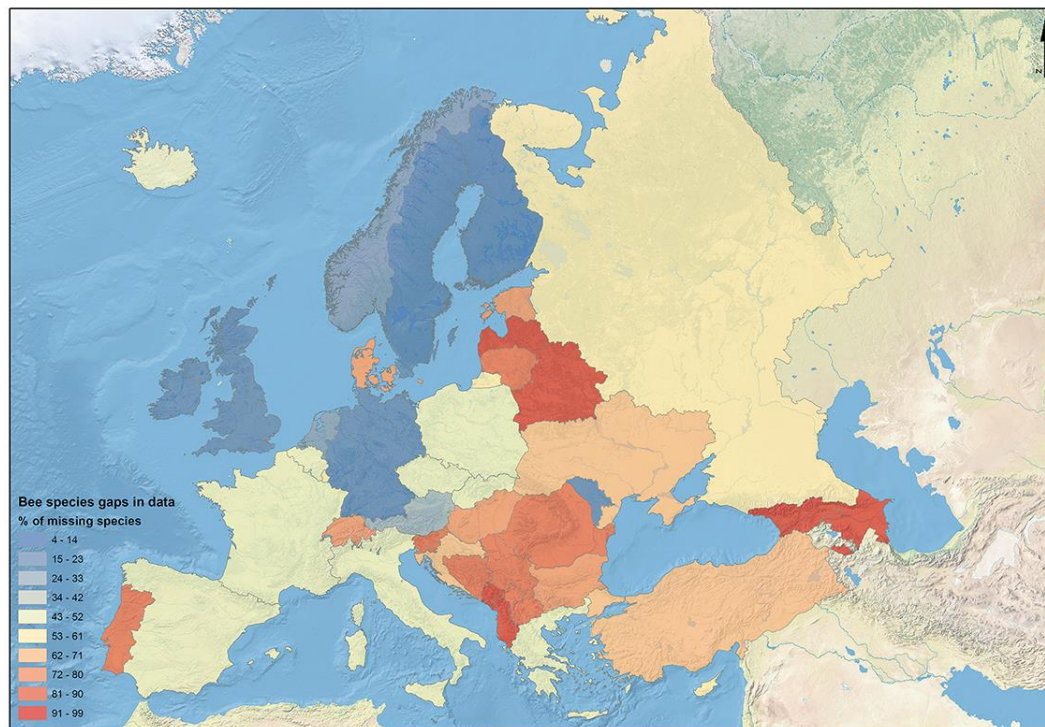 N
Bee species gaps in data
% of missing species
4 - 14
15 - 23
24 - 33
34 - 42
43 - 52
53 - 61
62 - 71
72 - 80
81 - 90
91 - 99